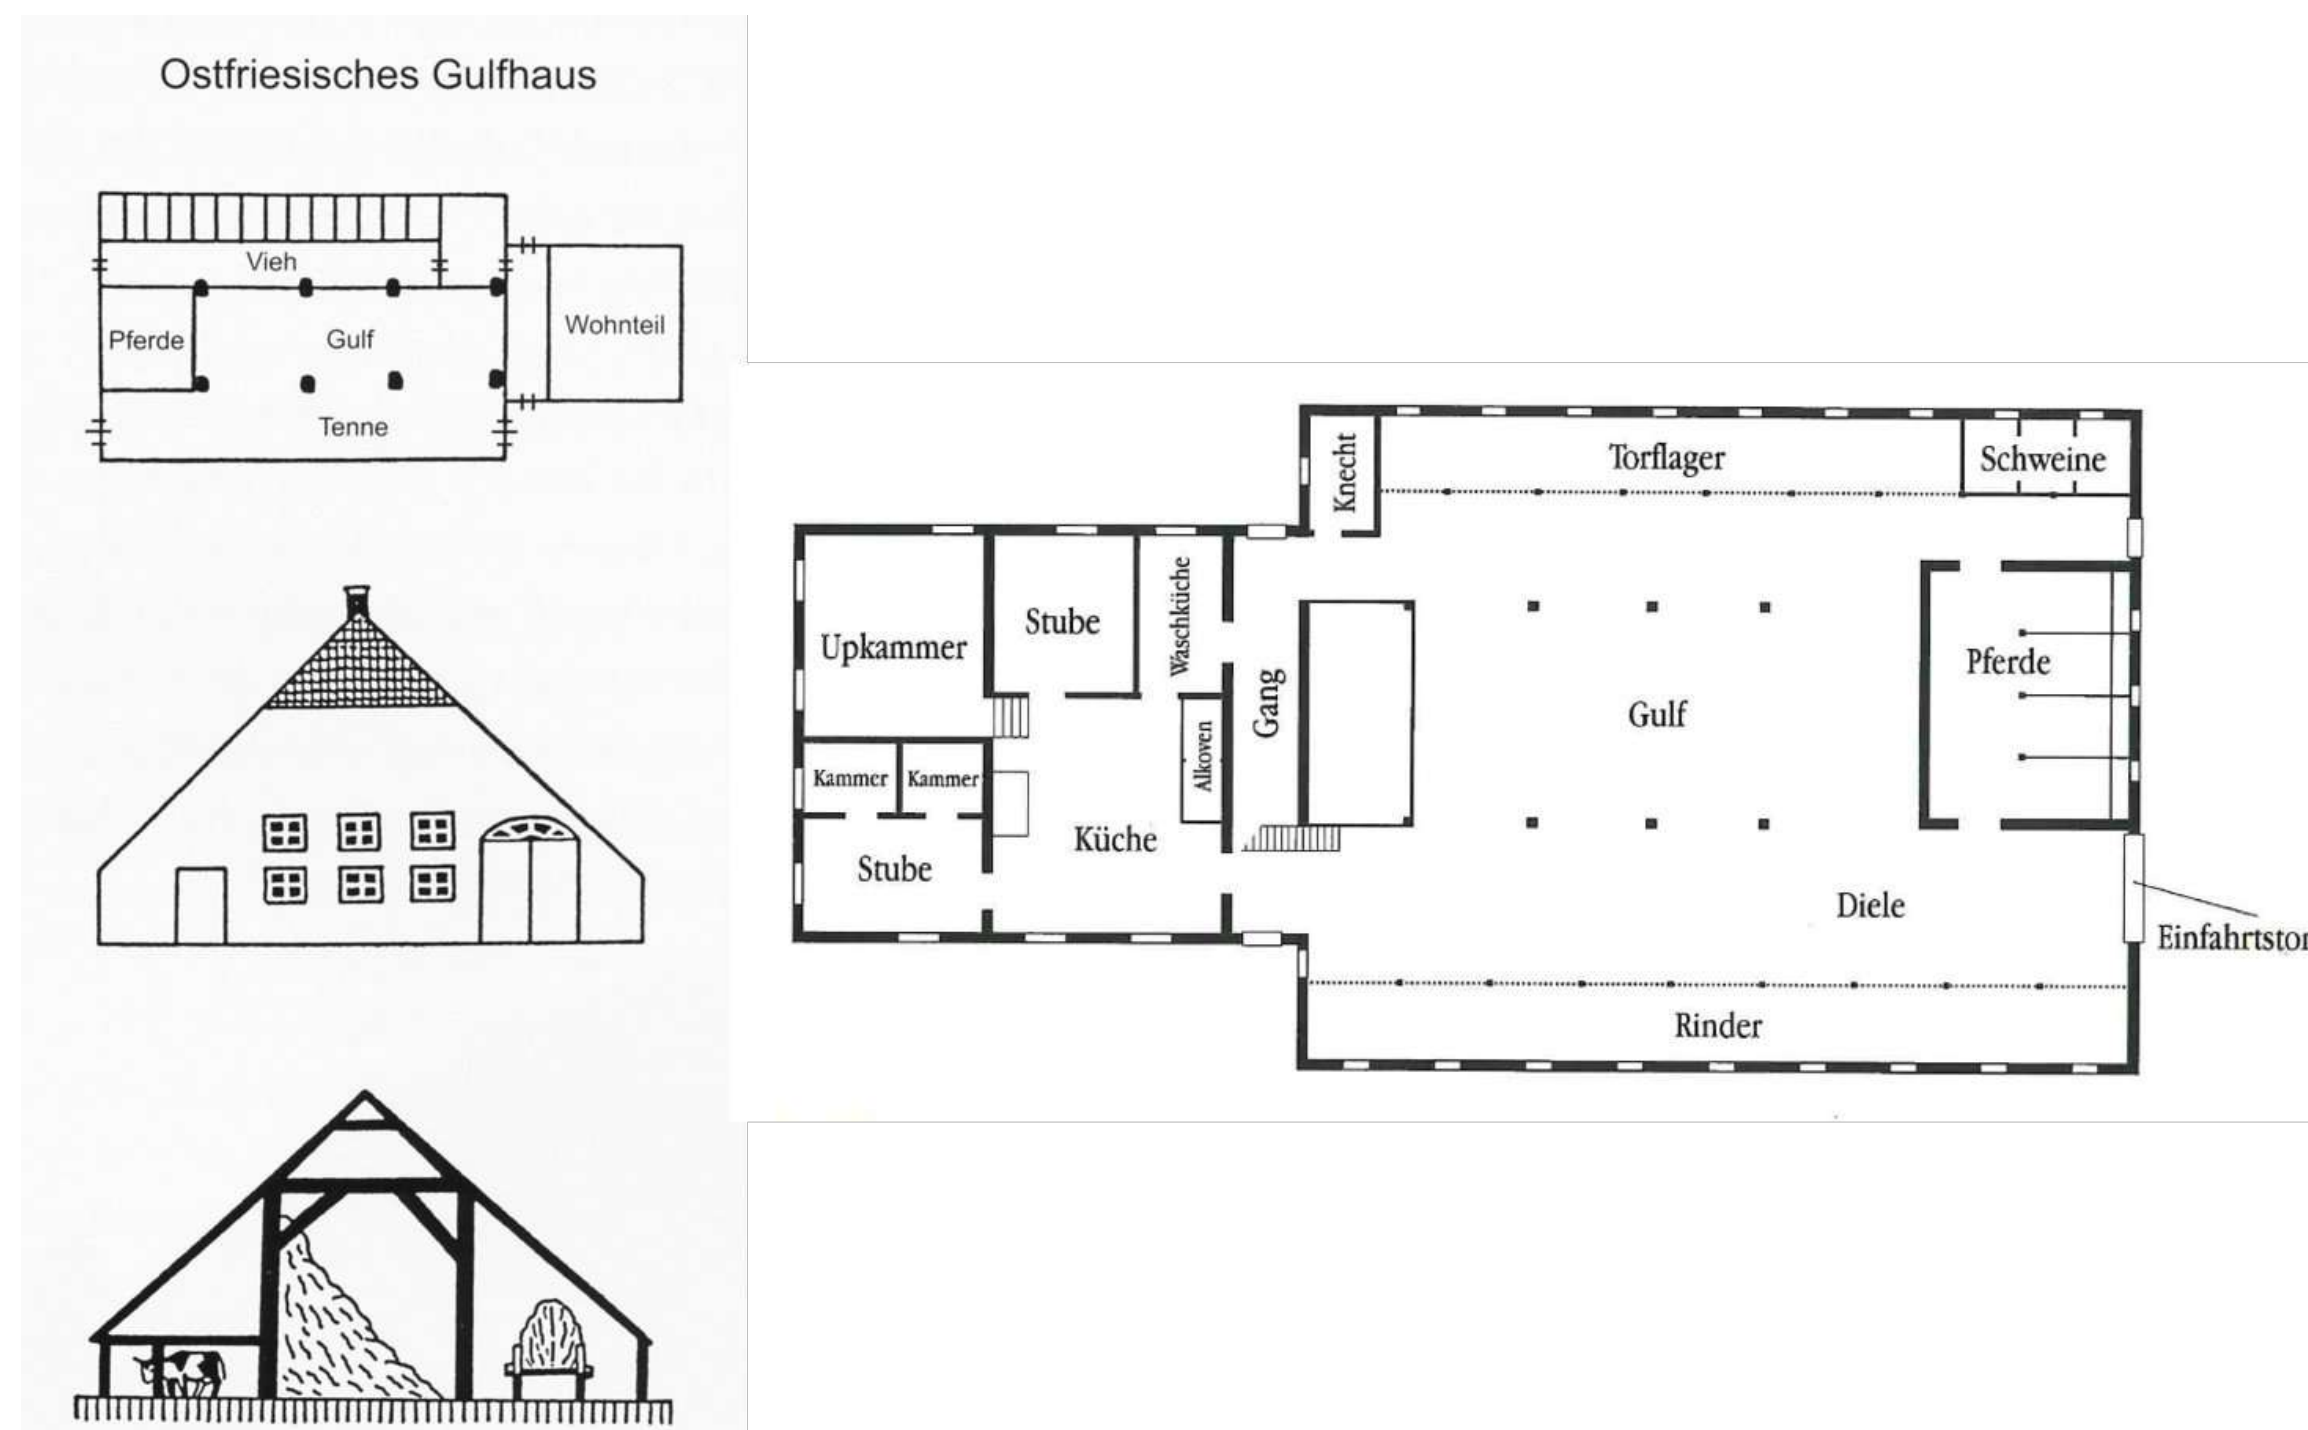 Ostfriesisches Gulfhaus
Vieh
Pferde
Gulf
Wohnteil
Tenne
Knecht
Torflager
Schweine
Upkammer
Stube
Waschküche
Gang
Gulf
Pferde
Kammer
Kammer
Alkoven
Küche
Stube
Diele
Einfahrtstor
Rinder